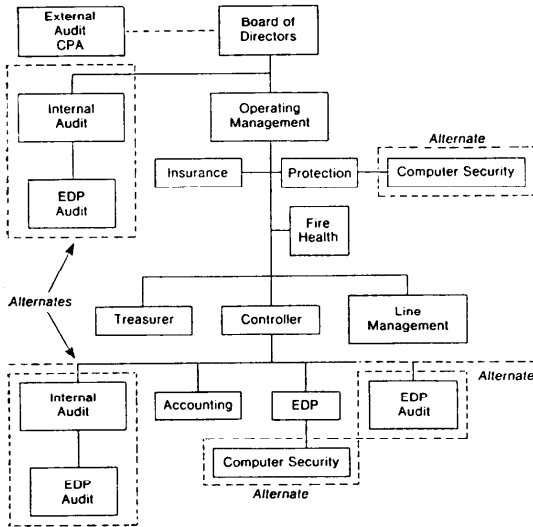 External
Audit
CPA
Board of
Directors
Internal
Audit
Operating
Management
Alternate
Insurance
Protection
Computer Security
EDP
Audit
Fire
Health
Alternates
Treasurer
Controller
Line
Management
Alternate
Internal
Audit
Accounting
EDP
EDP
Audit
Computer Security
EDP
Audit
Alternate